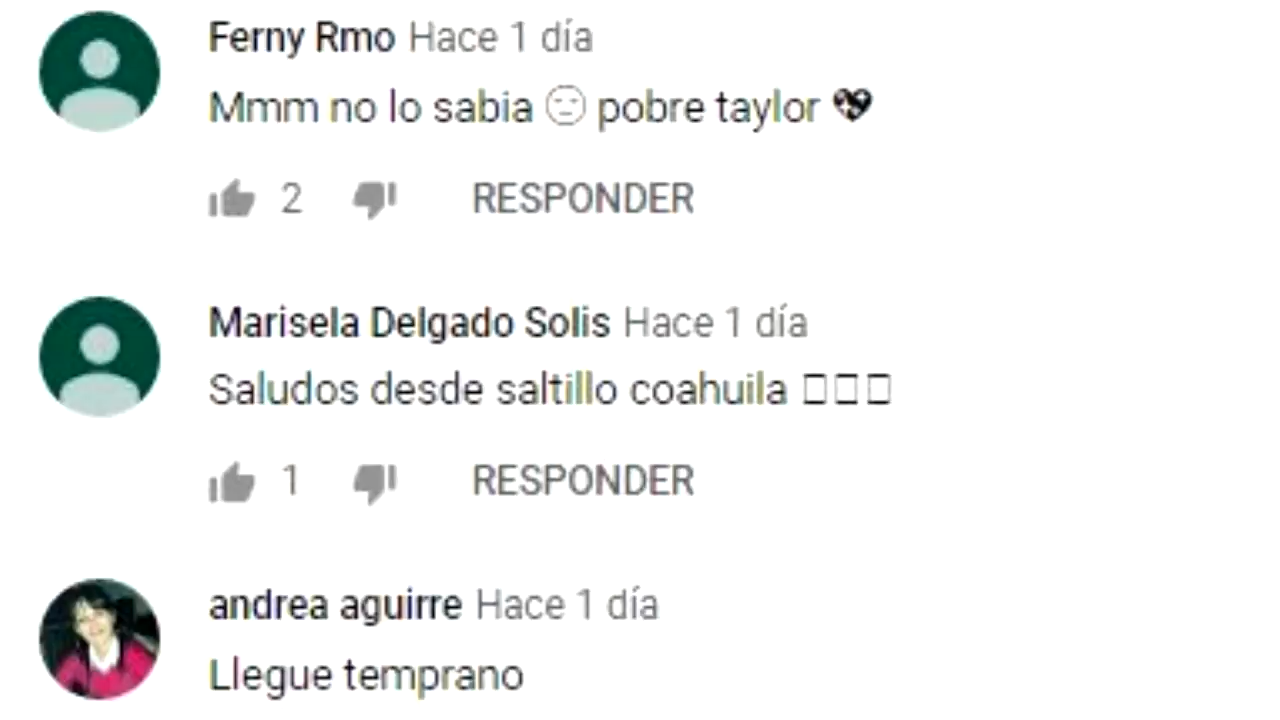 Ferny Rmo Hace 1 día
Mmm no lo sabia 😑 pobre taylor 💖
2 RESPONDER
Marisela Delgado Solis Hace 1 día
Saludos desde saltillo coahuila □□□
1 RESPONDER
andrea aguirre Hace 1 día
Llegue temprano